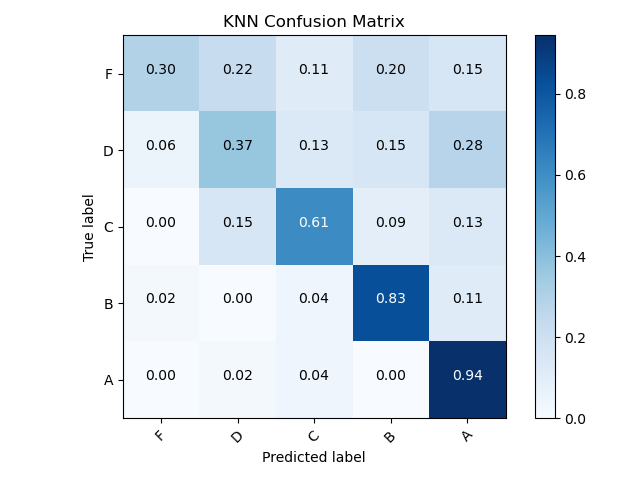 KNN Confusion Matrix
F 0.30 0.22 0.11 0.20 0.15
D 0.06 0.37 0.13 0.15 0.28
C 0.00 0.15 0.61 0.09 0.13
B 0.02 0.00 0.04 0.83 0.11
A 0.00 0.02 0.04 0.00 0.94
F D C B A
Predicted label
True label
0.8
0.6
0.4
0.2
0.0